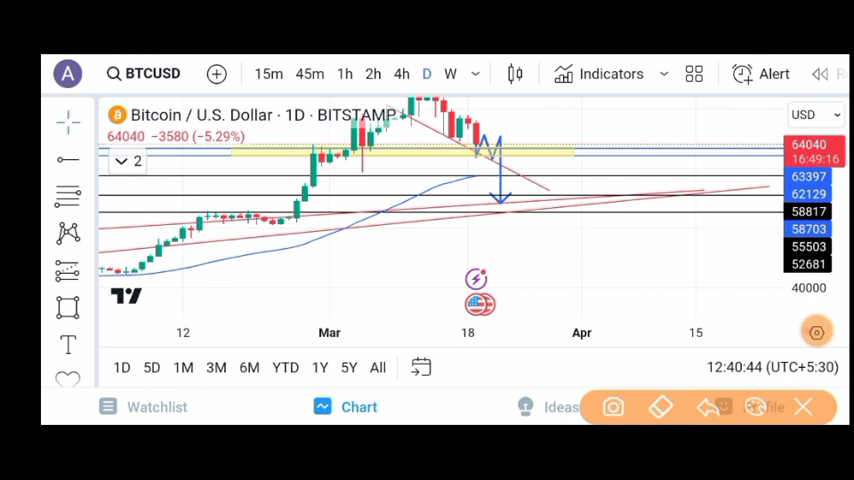 A BTCUSD 15m 45m 1h 2h 4h D W Indicators Alert
Bitcoin / U.S. Dollar · 1D · BITSTAMP USD
64040 −3580 (−5.29%)
2
64040
16:49:16
63397
62129
58817
58703
55503
52681
40000
T
12 Mar 18 Apr 15
1D 5D 1M 3M 6M YTD 1Y 5Y All 12:40:44 (UTC+5:30)
Watchlist Chart Ideas